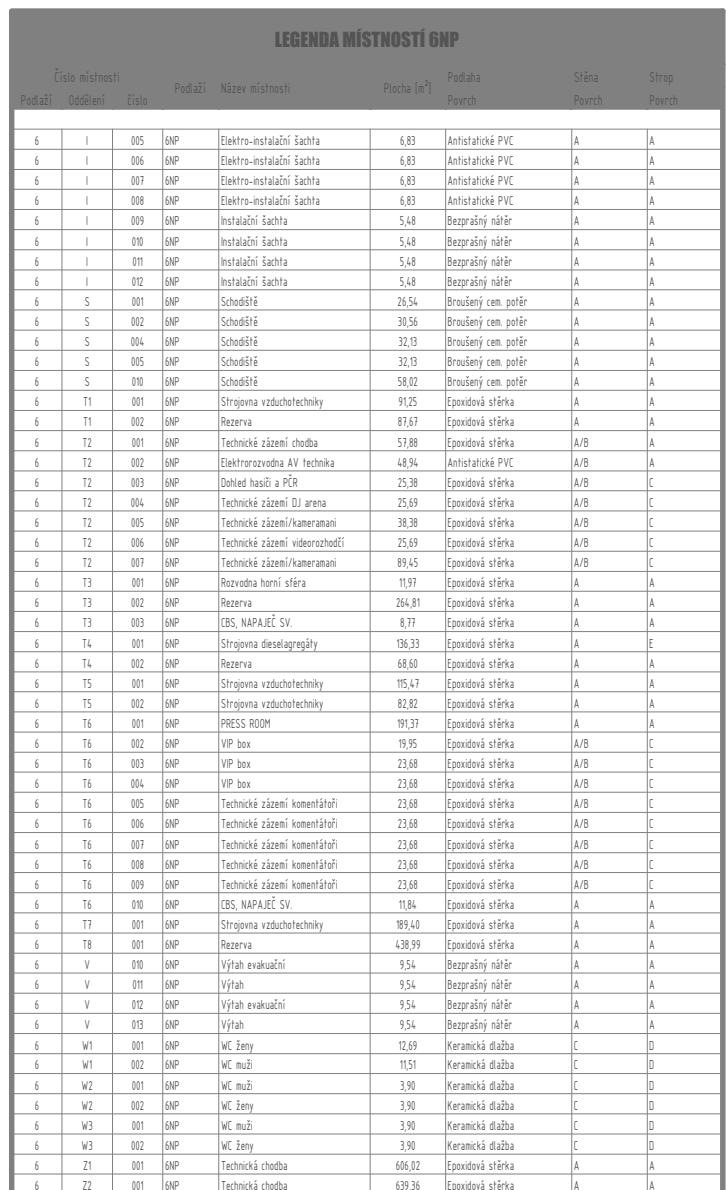 LEGENDA MÍSTNOSTÍ 6NP
Číslo místnosti Podlaží Název místnosti Plocha [m²] Podlaha Stěna Strop
Podlaží Oddělení číslo Povrch Povrch Povrch
6 I 005 6NP Elektro-instalační šachta 6,83 Antistatické PVC A A
6 I 006 6NP Elektro-instalační šachta 6,83 Antistatické PVC A A
6 I 007 6NP Elektro-instalační šachta 6,83 Antistatické PVC A A
6 I 008 6NP Elektro-instalační šachta 6,83 Antistatické PVC A A
6 I 009 6NP Instalační šachta 5,48 Bezprašný nátěr A A
6 I 010 6NP Instalační šachta 5,48 Bezprašný nátěr A A
6 I 011 6NP Instalační šachta 5,48 Bezprašný nátěr A A
6 I 012 6NP Instalační šachta 5,48 Bezprašný nátěr A A
6 S 001 6NP Schodiště 26,54 Broušený cem. potěr A A
6 S 002 6NP Schodiště 30,56 Broušený cem. potěr A A
6 S 004 6NP Schodiště 32,13 Broušený cem. potěr A A
6 S 005 6NP Schodiště 32,13 Broušený cem. potěr A A
6 S 010 6NP Schodiště 58,02 Broušený cem. potěr A A
6 T1 001 6NP Strojovna vzduchotechniky 91,25 Epoxidová stěrka A A
6 T1 002 6NP Rezerva 87,67 Epoxidová stěrka A A
6 T2 001 6NP Technické zázemí chodba 57,88 Epoxidová stěrka A/B A
6 T2 002 6NP Elektrorozvodna AV technika 48,94 Antistatické PVC A/B A
6 T2 003 6NP Dohled hasiči a PČR 25,38 Epoxidová stěrka A/B C
6 T2 004 6NP Technické zázemí DJ arena 25,69 Epoxidová stěrka A/B C
6 T2 005 6NP Technické zázemí/kameramani 38,38 Epoxidová stěrka A/B C
6 T2 006 6NP Technické zázemí videorozhodčí 25,69 Epoxidová stěrka A/B C
6 T2 007 6NP Technické zázemí/kameramani 89,45 Epoxidová stěrka A/B C
6 T3 001 6NP Rozvodna horní sféra 11,97 Epoxidová stěrka A A
6 T3 002 6NP Rezerva 264,81 Epoxidová stěrka A A
6 T3 003 6NP CBS, NAPAJEČ SV. 8,77 Epoxidová stěrka A A
6 T4 001 6NP Strojovna dieselagregáty 136,33 Epoxidová stěrka A E
6 T4 002 6NP Rezerva 68,60 Epoxidová stěrka A A
6 T5 001 6NP Strojovna vzduchotechniky 115,47 Epoxidová stěrka A A
6 T5 002 6NP Strojovna vzduchotechniky 82,82 Epoxidová stěrka A A
6 T6 001 6NP PRESS ROOM 191,37 Epoxidová stěrka A A
6 T6 002 6NP VIP box 19,95 Epoxidová stěrka A/B C
6 T6 003 6NP VIP box 23,68 Epoxidová stěrka A/B C
6 T6 004 6NP VIP box 23,68 Epoxidová stěrka A/B C
6 T6 005 6NP Technické zázemí komentátoři 23,68 Epoxidová stěrka A/B C
6 T6 006 6NP Technické zázemí komentátoři 23,68 Epoxidová stěrka A/B C
6 T6 007 6NP Technické zázemí komentátoři 23,68 Epoxidová stěrka A/B C
6 T6 008 6NP Technické zázemí komentátoři 23,68 Epoxidová stěrka A/B C
6 T6 009 6NP Technické zázemí komentátoři 23,68 Epoxidová stěrka A/B C
6 T6 010 6NP CBS, NAPAJEČ SV. 11,84 Epoxidová stěrka A A
6 T7 001 6NP Strojovna vzduchotechniky 189,40 Epoxidová stěrka A A
6 T8 001 6NP Rezerva 438,99 Epoxidová stěrka A A
6 V 010 6NP Výtah evakuační 9,54 Bezprašný nátěr A A
6 V 011 6NP Výtah 9,54 Bezprašný nátěr A A
6 V 012 6NP Výtah evakuační 9,54 Bezprašný nátěr A A
6 V 013 6NP Výtah 9,54 Bezprašný nátěr A A
6 W1 001 6NP WC ženy 12,69 Keramická dlažba C D
6 W1 002 6NP WC muži 11,51 Keramická dlažba C D
6 W2 001 6NP WC muži 3,90 Keramická dlažba C D
6 W2 002 6NP WC ženy 3,90 Keramická dlažba C D
6 W3 001 6NP WC muži 3,90 Keramická dlažba C D
6 W3 002 6NP WC ženy 3,90 Keramická dlažba C D
6 Z1 001 6NP Technická chodba 606,02 Epoxidová stěrka A A
6 Z2 001 6NP Technická chodba 639,36 Epoxidová stěrka A A